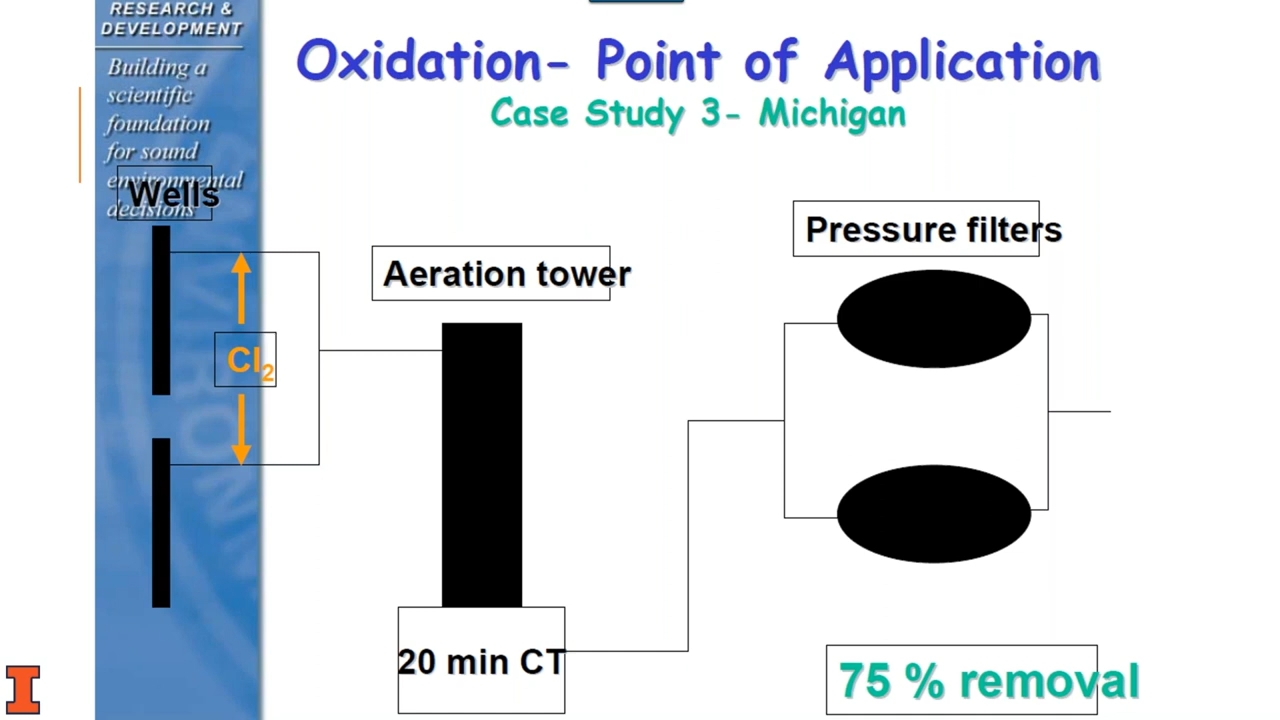 RESEARCH &
DEVELOPMENT
Building a
scientific
foundation
for sound
environmental
decisions
Oxidation- Point of Application
Case Study 3- Michigan
Wells
Cl₂
Aeration tower
20 min CT
Pressure filters
75 % removal
I